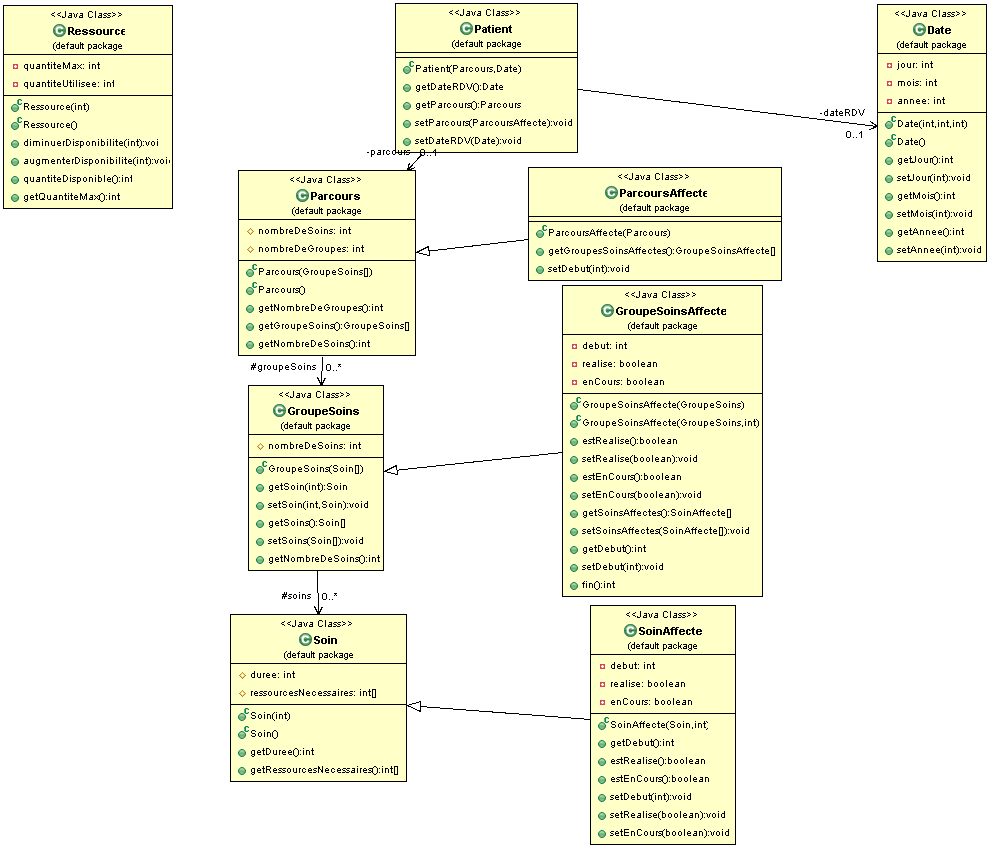 <<Java Class>>
Ressource
(default package
quantiteMax: int
quantiteUtilisee: int
Ressource(int)
Ressource()
diminuerDisponibilite(int):voi
augmenterDisponibilite(int):voi
quantiteDisponible():int
getQuantiteMax():int
<<Java Class>>
Patient
(default package
Patient(Parcours,Date)
getDateRDV():Date
getParcours():Parcours
setParcours(ParcoursAffecte):void
setDateRDV(Date):void
<<Java Class>>
Date
(default package
jour: int
mois: int
annee: int
Date(int,int,int)
Date()
getJour():int
setJour(int):void
getMois():int
setMois(int):void
getAnnee():int
setAnnee(int):void
-dateRDV
0..1
-parcours 0..1
<<Java Class>>
Parcours
(default package
nombreDeSoins: int
nombreDeGroupes: int
Parcours(GroupeSoins[])
Parcours()
getNombreDeGroupes():int
getGroupeSoins():GroupeSoins[]
getNombreDeSoins():int
<<Java Class>>
ParcoursAffecte
(default package
ParcoursAffecte(Parcours)
getGroupesSoinsAffectes():GroupeSoinsAffecte[]
setDebut(int):void
<<Java Class>>
GroupeSoinsAffecte
(default package
debut: int
realise: boolean
enCours: boolean
GroupeSoinsAffecte(GroupeSoins)
GroupeSoinsAffecte(GroupeSoins,int)
estRealise():boolean
setRealise(boolean):void
estEnCours():boolean
setEnCours(boolean):void
getSoinsAffectes():SoinAffecte[]
setSoinsAffectes(SoinAffecte[]):void
getDebut():int
setDebut(int):void
fin():int
#groupeSoins 0..*
<<Java Class>>
GroupeSoins
(default package
nombreDeSoins: int
GroupeSoins(Soin[])
getSoin(int):Soin
setSoin(int,Soin):void
getSoins():Soin[]
setSoins(Soin[]):void
getNombreDeSoins():int
#soins 0..*
<<Java Class>>
Soin
(default package
duree: int
ressourcesNecessaires: int[]
Soin(int)
Soin()
getDuree():int
getRessourcesNecessaires():int[]
<<Java Class>>
SoinAffecte
(default package
debut: int
realise: boolean
enCours: boolean
SoinAffecte(Soin,int)
getDebut():int
estRealise():boolean
estEnCours():boolean
setDebut(int):void
setRealise(boolean):void
setEnCours(boolean):void